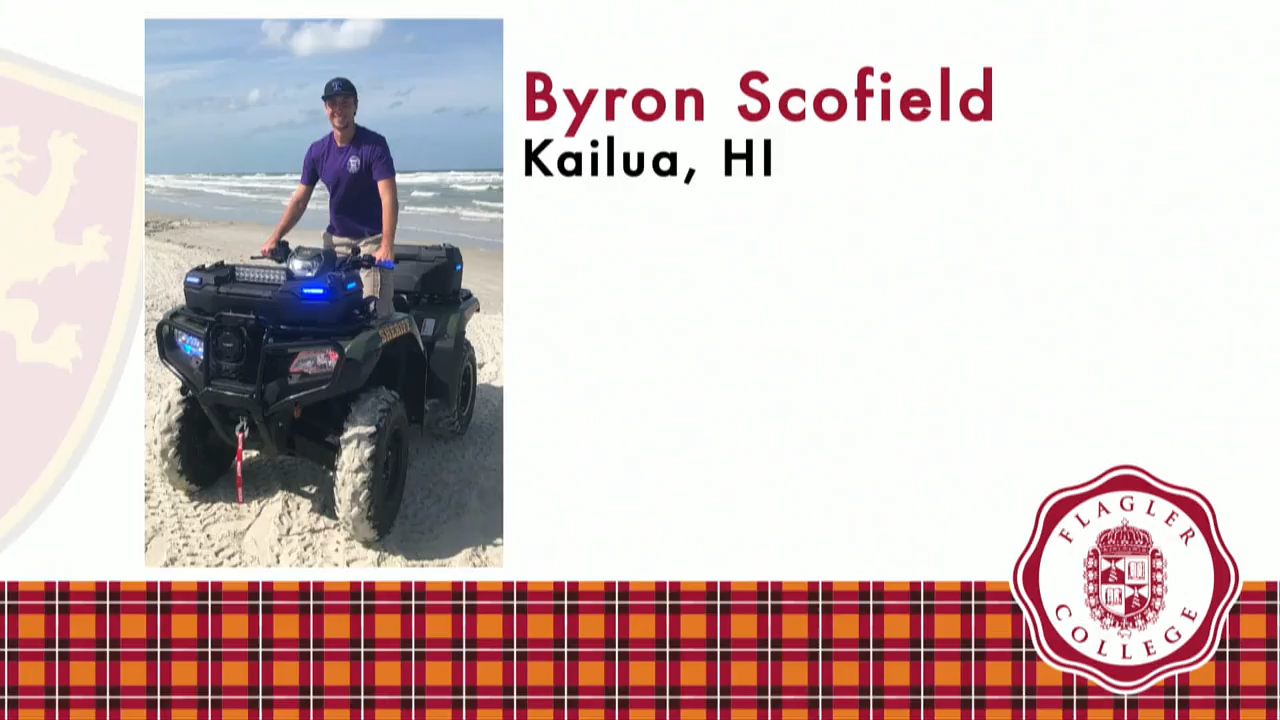 Byron Scofield
Kailua, HI
SHERIFF
FLAGLER
COLLEGE